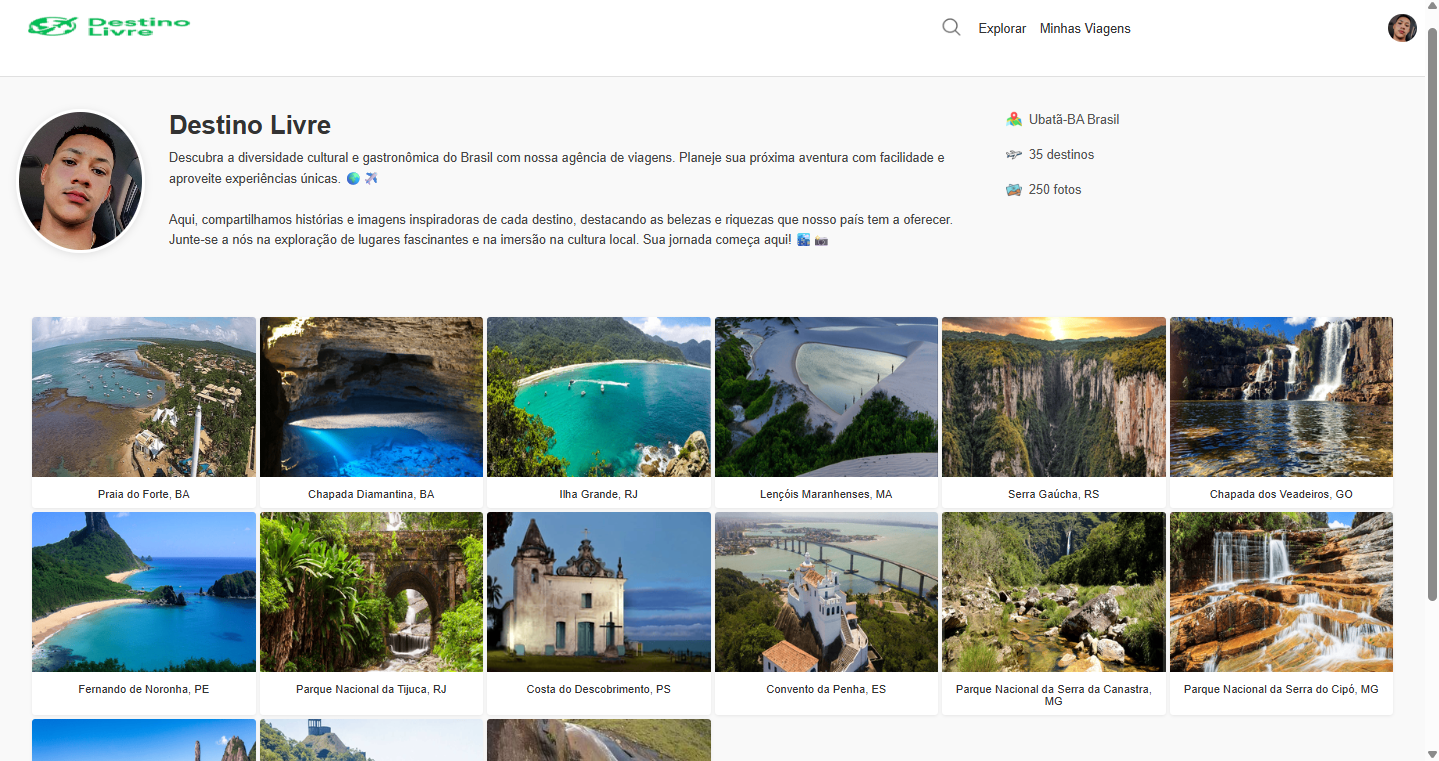 Destino
Livre
Explorar
Minhas Viagens
Destino Livre
Descubra a diversidade cultural e gastronômica do Brasil com nossa agência de viagens. Planeje sua próxima aventura com facilidade e
aproveite experiências únicas. 🌎 ✈️
Aqui, compartilhamos histórias e imagens inspiradoras de cada destino, destacando as belezas e riquezas que nosso país tem a oferecer.
Junte-se a nós na exploração de lugares fascinantes e na imersão na cultura local. Sua jornada começa aqui! 🏙️ 📸
Ubatã-BA Brasil
35 destinos
250 fotos
Praia do Forte, BA
Chapada Diamantina, BA
Ilha Grande, RJ
Lençóis Maranhenses, MA
Serra Gaúcha, RS
Chapada dos Veadeiros, GO
Fernando de Noronha, PE
Parque Nacional da Tijuca, RJ
Costa do Descobrimento, PS
Convento da Penha, ES
Parque Nacional da Serra da Canastra,
MG
Parque Nacional da Serra do Cipó, MG